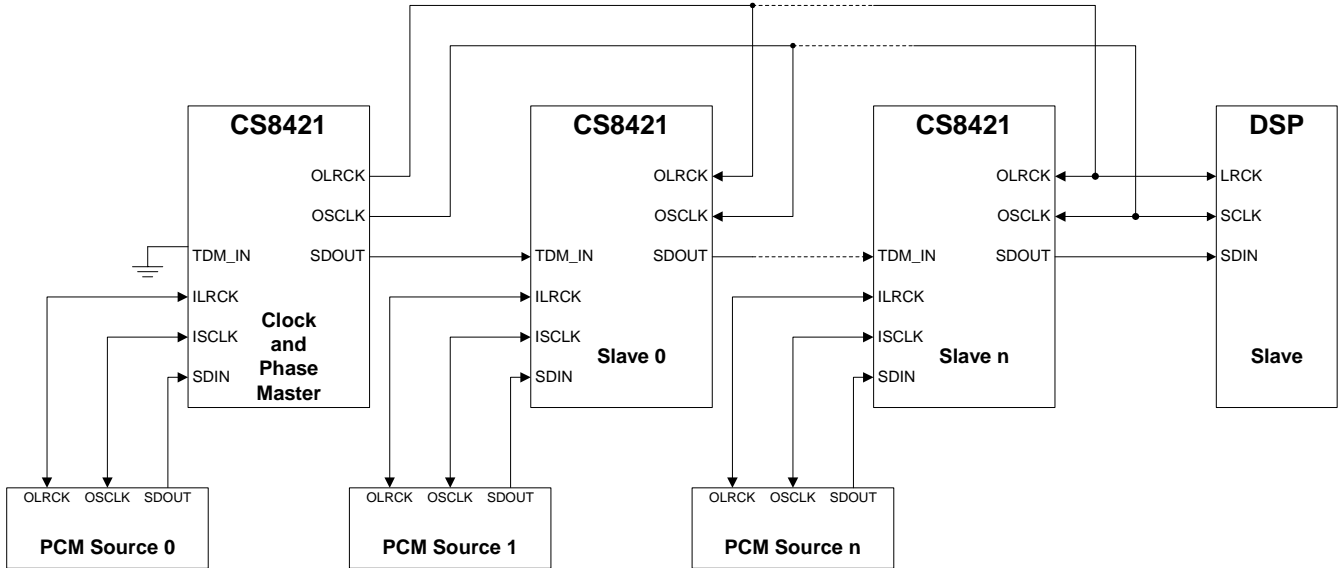 CS8421
OLRCK
OSCLK
TDM_IN
SDOUT
ILRCK
ISCLK
SDIN
Clock
and
Phase
Master
CS8421
OLRCK
OSCLK
TDM_IN
SDOUT
ILRCK
ISCLK
SDIN
Slave 0
CS8421
OLRCK
OSCLK
TDM_IN
SDOUT
ILRCK
ISCLK
SDIN
Slave n
DSP
LRCK
SCLK
SDIN
Slave
OLRCK OSCLK SDOUT
PCM Source 0
OLRCK OSCLK SDOUT
PCM Source 1
OLRCK OSCLK SDOUT
PCM Source n